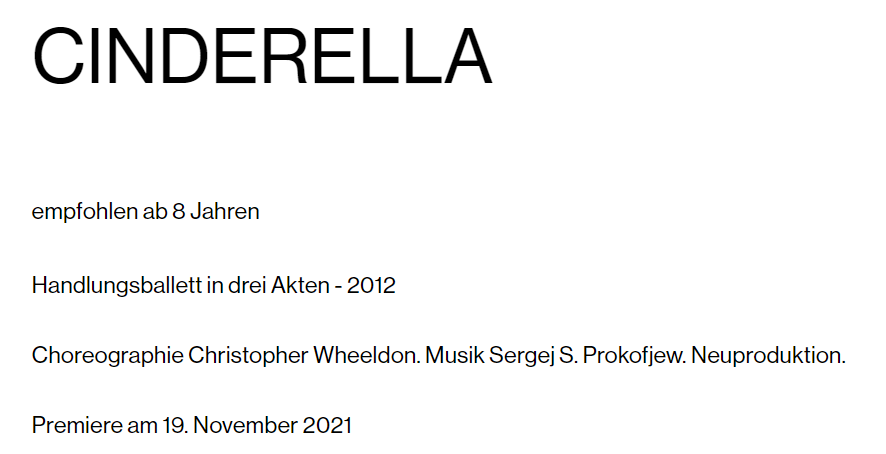 CINDERELLA
empfohlen ab 8 Jahren
Handlungsballett in drei Akten - 2012
Choreographie Christopher Wheeldon. Musik Sergej S. Prokofjew. Neuproduktion.
Premiere am 19. November 2021